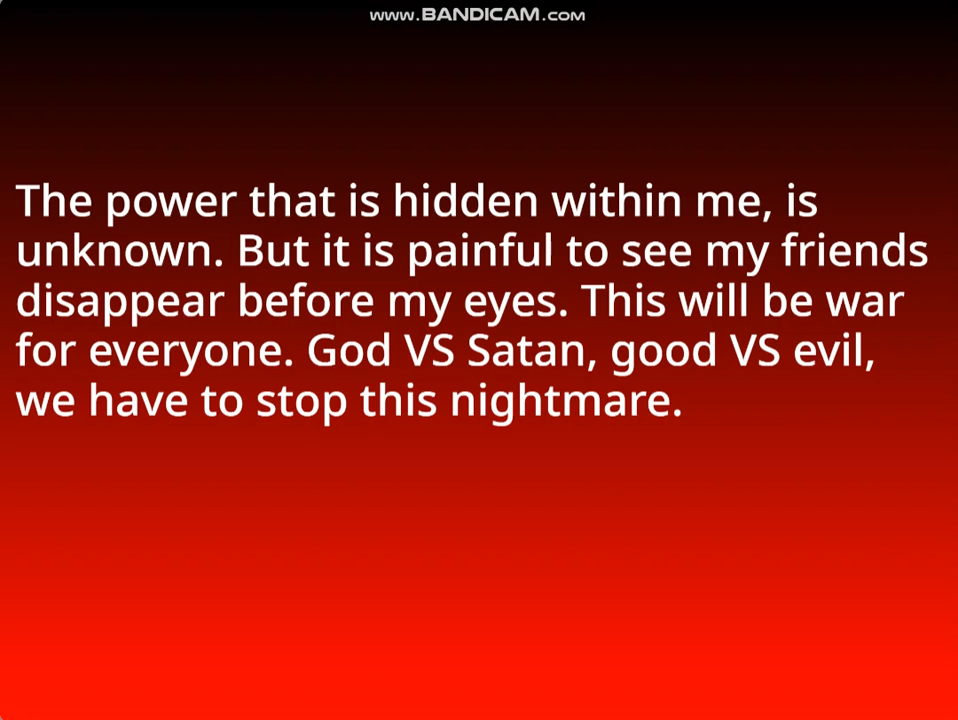 www.BANDICAM.com
The power that is hidden within me, is
unknown. But it is painful to see my friends
disappear before my eyes. This will be war
for everyone. God VS Satan, good VS evil,
we have to stop this nightmare.